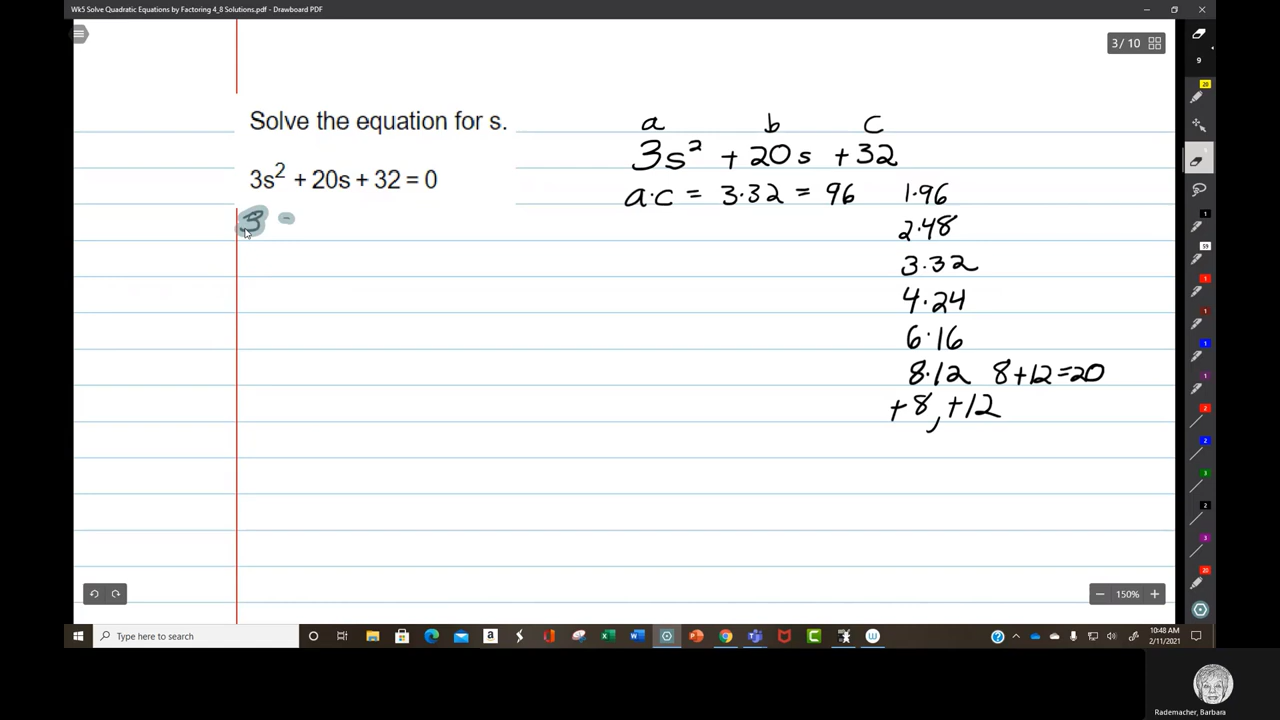 Wk5 Solve Quadratic Equations by Factoring 4_8 Solutions.pdf - Drawboard PDF
3 / 10
Solve the equation for s.
3s² + 20s + 32 = 0
3 -
a b c
3s² + 20s + 32
a·c = 3·32 = 96 1·96
2·48
3·32
4·24
6·16
8·12 8+12=20
+8, +12
150%
Type here to search
10:48 AM
2/11/2021
Rademacher, Barbara